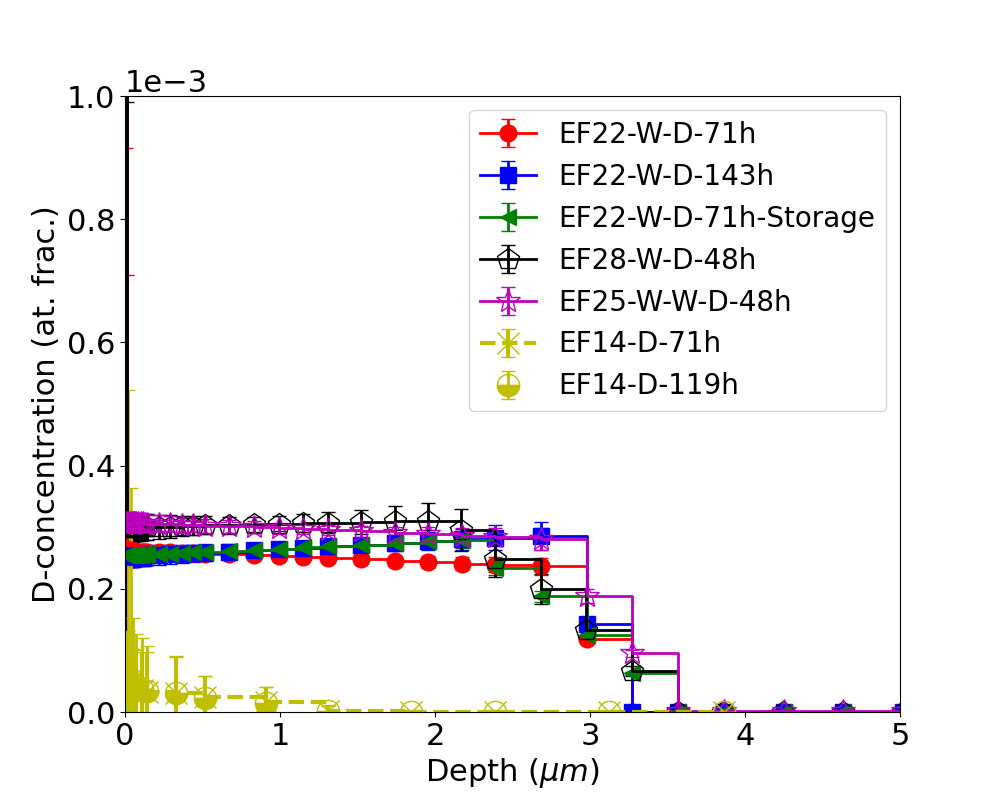 1e−3
1.0
0.8
0.6
0.4
0.2
0.0
D-concentration (at. frac.)
EF22-W-D-71h
EF22-W-D-143h
EF22-W-D-71h-Storage
EF28-W-D-48h
EF25-W-W-D-48h
EF14-D-71h
EF14-D-119h
0 1 2 3 4 5
Depth (μm)